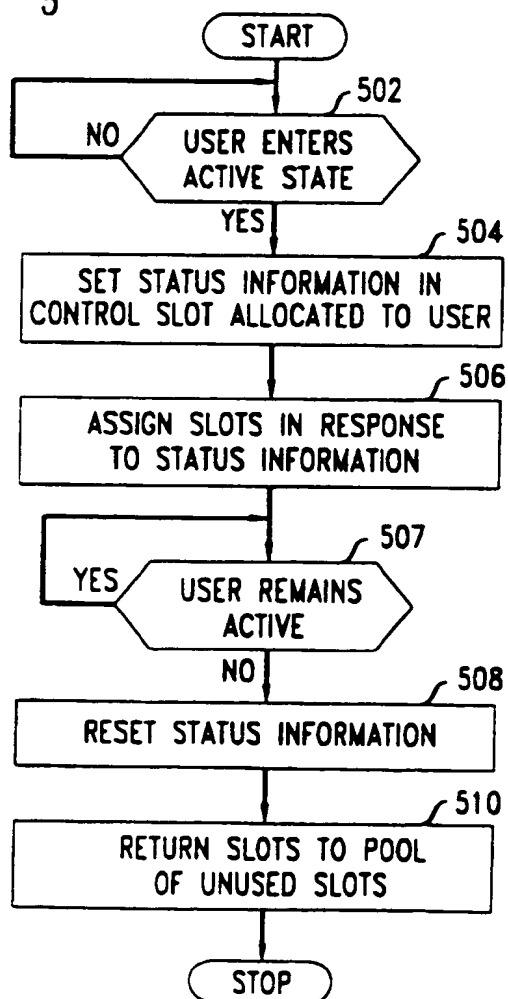 5
START
502
NO
USER ENTERS
ACTIVE STATE
YES
504
SET STATUS INFORMATION IN
CONTROL SLOT ALLOCATED TO USER
506
ASSIGN SLOTS IN RESPONSE
TO STATUS INFORMATION
507
YES
USER REMAINS
ACTIVE
NO
508
RESET STATUS INFORMATION
510
RETURN SLOTS TO POOL
OF UNUSED SLOTS
STOP